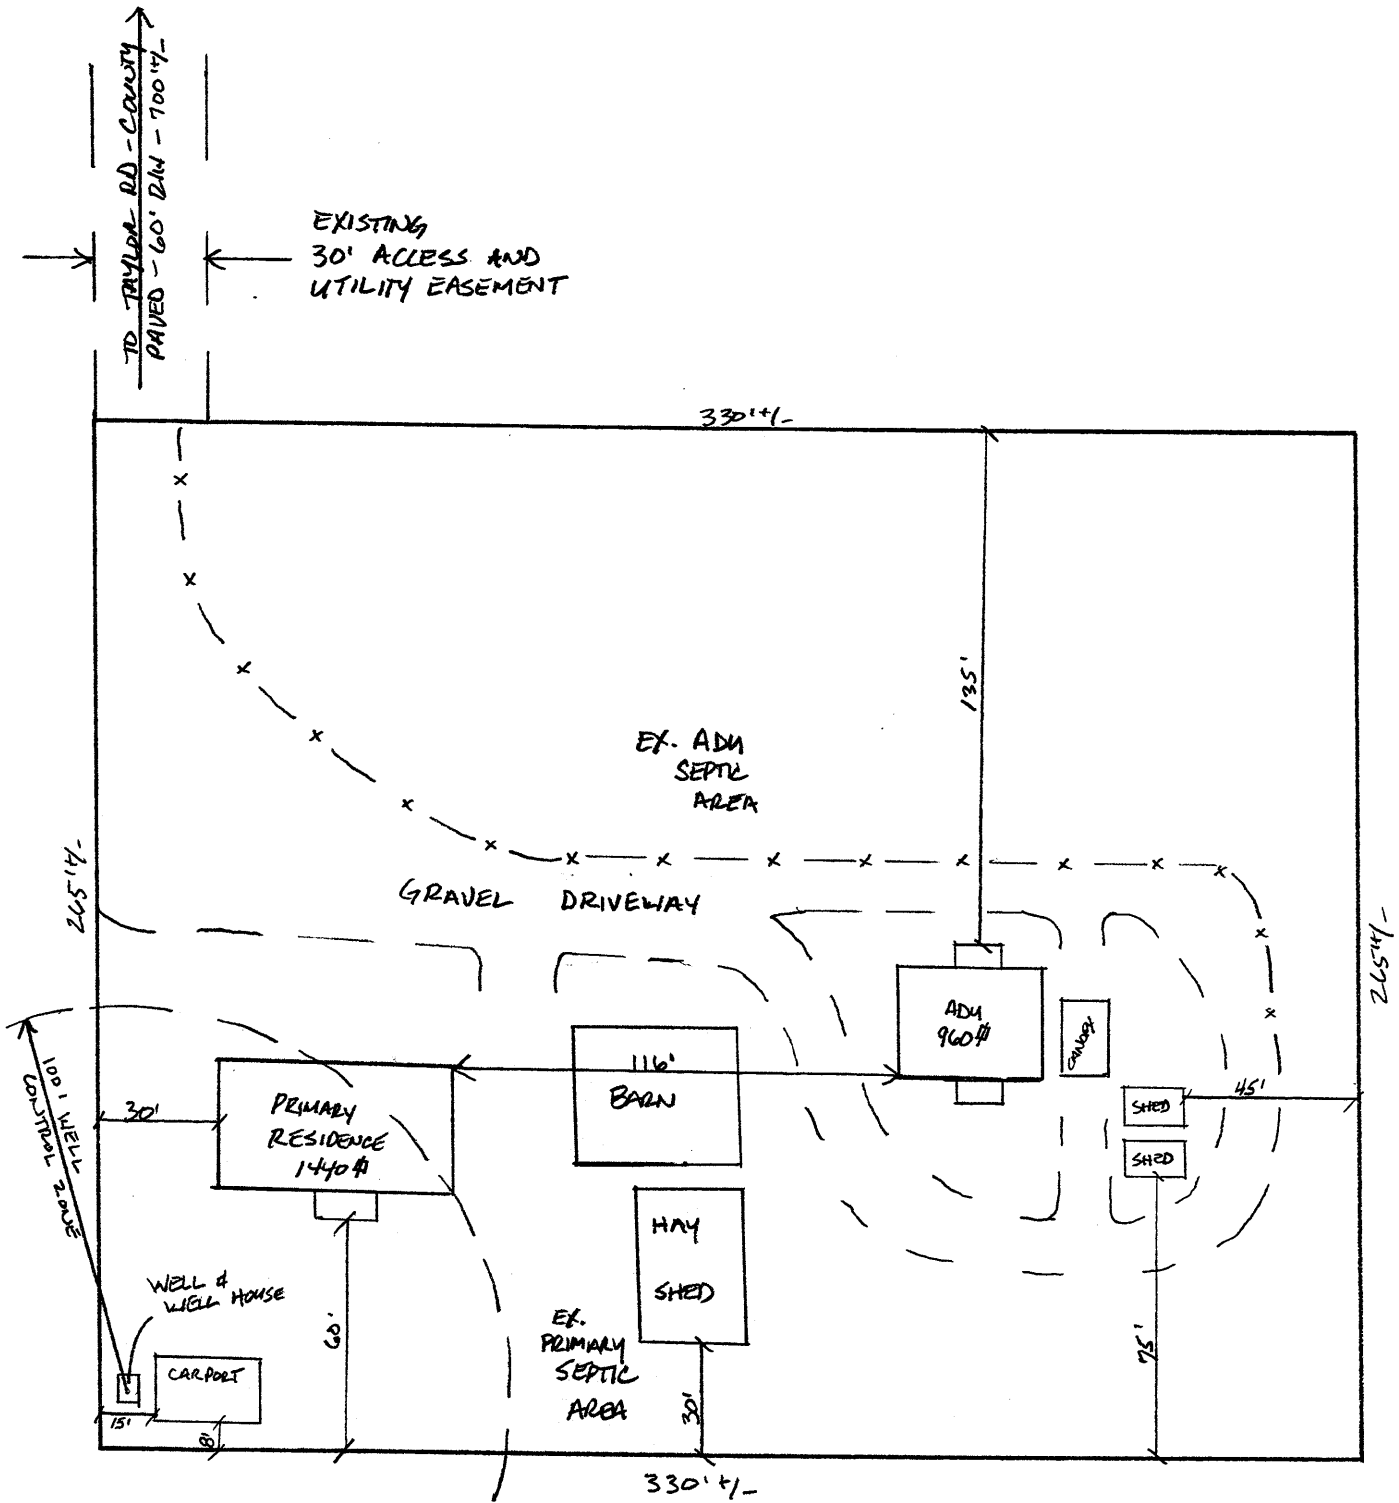 TO TAYLOR RD - COUNTY
PAVED - 60' R/W - 700'+/-
EXISTING
30' ACCESS AND
UTILITY EASEMENT
330'+/-
135'
EX. ADU
SEPTIC
AREA
265'+/-
GRAVEL DRIVEWAY
265'+/-
ADU
960#
CANOPY
116'
BARN
100' WELL
CONTROL ZONE
30'
PRIMARY
RESIDENCE
1440#
SHED
45'
SHED
HAY
SHED
WELL &
WELL HOUSE
60'
EX.
PRIMARY
SEPTIC
AREA
75'
CARPORT
15'
8'
30'
330'+/-